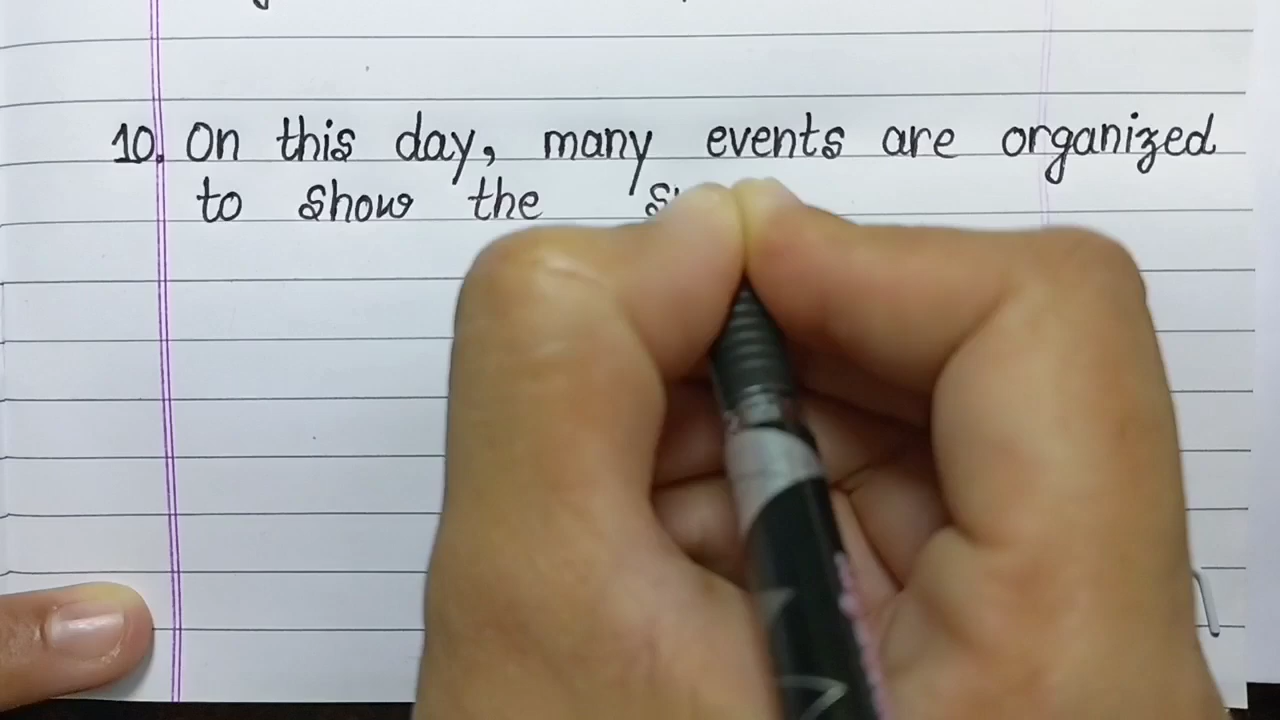 10. On this day, many events are organized
to show the